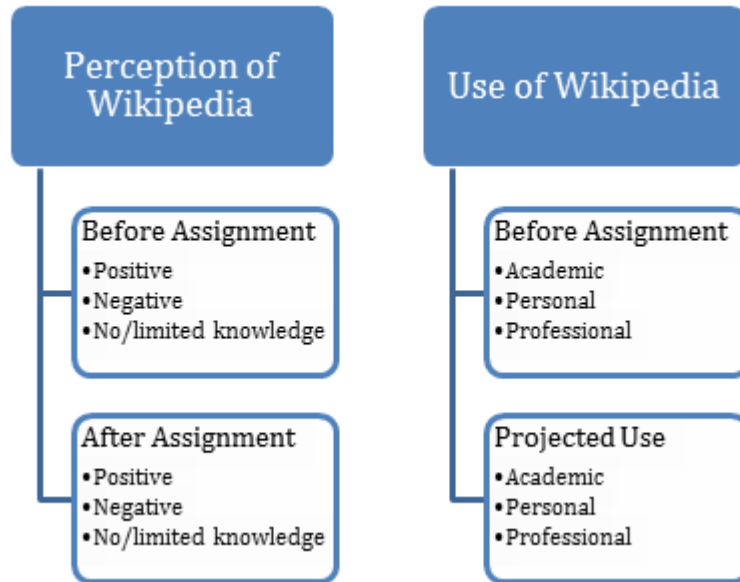 Perception of
Wikipedia
Before Assignment
•Positive
•Negative
•No/limited knowledge
After Assignment
•Positive
•Negative
•No/limited knowledge
Use of Wikipedia
Before Assignment
•Academic
•Personal
•Professional
Projected Use
•Academic
•Personal
•Professional